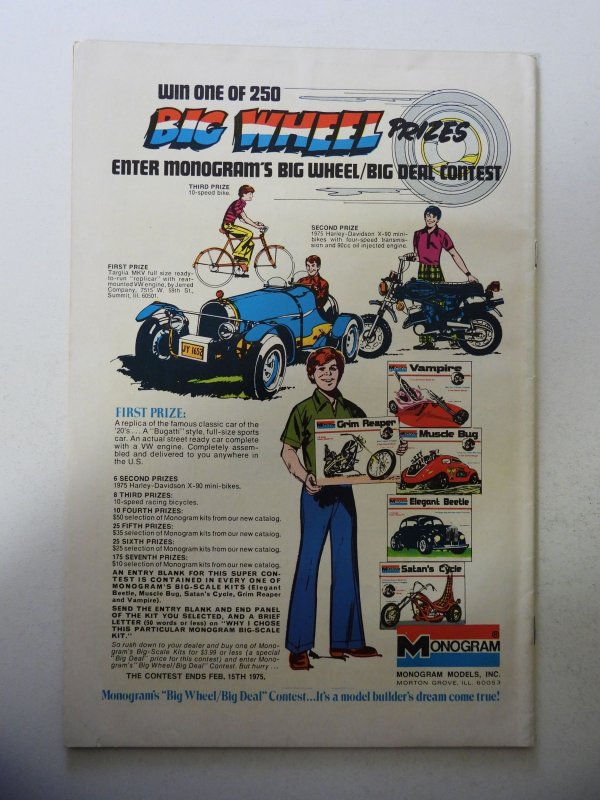 WIN ONE OF 250
BIG WHEEL PRIZES
ENTER MONOGRAM'S BIG WHEEL/BIG DEAL CONTEST
THIRD PRIZE
10-speed bike.
SECOND PRIZE
1975 Harley-Davidson X-90 mini-
bikes with four-speed transmis-
sion and 90cc oil injected engine.
FIRST PRIZE
Targiia MKV full size ready-
to-run "replicar" with rear-
mounted VW engine, by Jerred
Company, 7515 W. 59th St.,
Summit, Ill. 60501.
JY 1652
FIRST PRIZE:
A replica of the famous classic car of the
'20's... A "Bugatti" style, full-size sports
car. An actual street ready car complete
with a VW engine. Completely assem-
bled and delivered to you anywhere in
the U.S.
6 SECOND PRIZES
1975 Harley-Davidson X-90 mini-bikes.
8 THIRD PRIZES:
10-speed racing bicycles.
10 FOURTH PRIZES:
$50 selection of Monogram kits from our new catalog.
25 FIFTH PRIZES:
$35 selection of Monogram kits from our new catalog.
25 SIXTH PRIZES:
$25 selection of Monogram kits from our new catalog.
175 SEVENTH PRIZES:
$10 selection of Monogram kits from our new catalog.
AN ENTRY BLANK FOR THIS SUPER CON-
TEST IS CONTAINED IN EVERY ONE OF
MONOGRAM'S BIG-SCALE KITS (Elegant
Beetle, Muscle Bug, Satan's Cycle, Grim Reaper
and Vampire).
SEND THE ENTRY BLANK AND END PANEL
OF THE KIT YOU SELECTED, AND A BRIEF
LETTER (50 words or less) on "WHY I CHOSE
THIS PARTICULAR MONOGRAM BIG-SCALE
KIT."
So rush down to your dealer and buy one of Mono-
gram's Big-Scale Kits for $3.99 or less (a special
"Big Deal" price for this contest) and enter Mono-
gram's "Big Wheel/Big Deal" Contest. But hurry...
THE CONTEST ENDS FEB. 15TH 1975.
Vampire
Grim Reaper
Muscle Bug
Elegant Beetle
Satan's Cycle
MONOGRAM®
MONOGRAM MODELS, INC.
MORTON GROVE, ILL. 60053
Monogram's "Big Wheel/Big Deal" Contest...It's a model builder's dream come true!